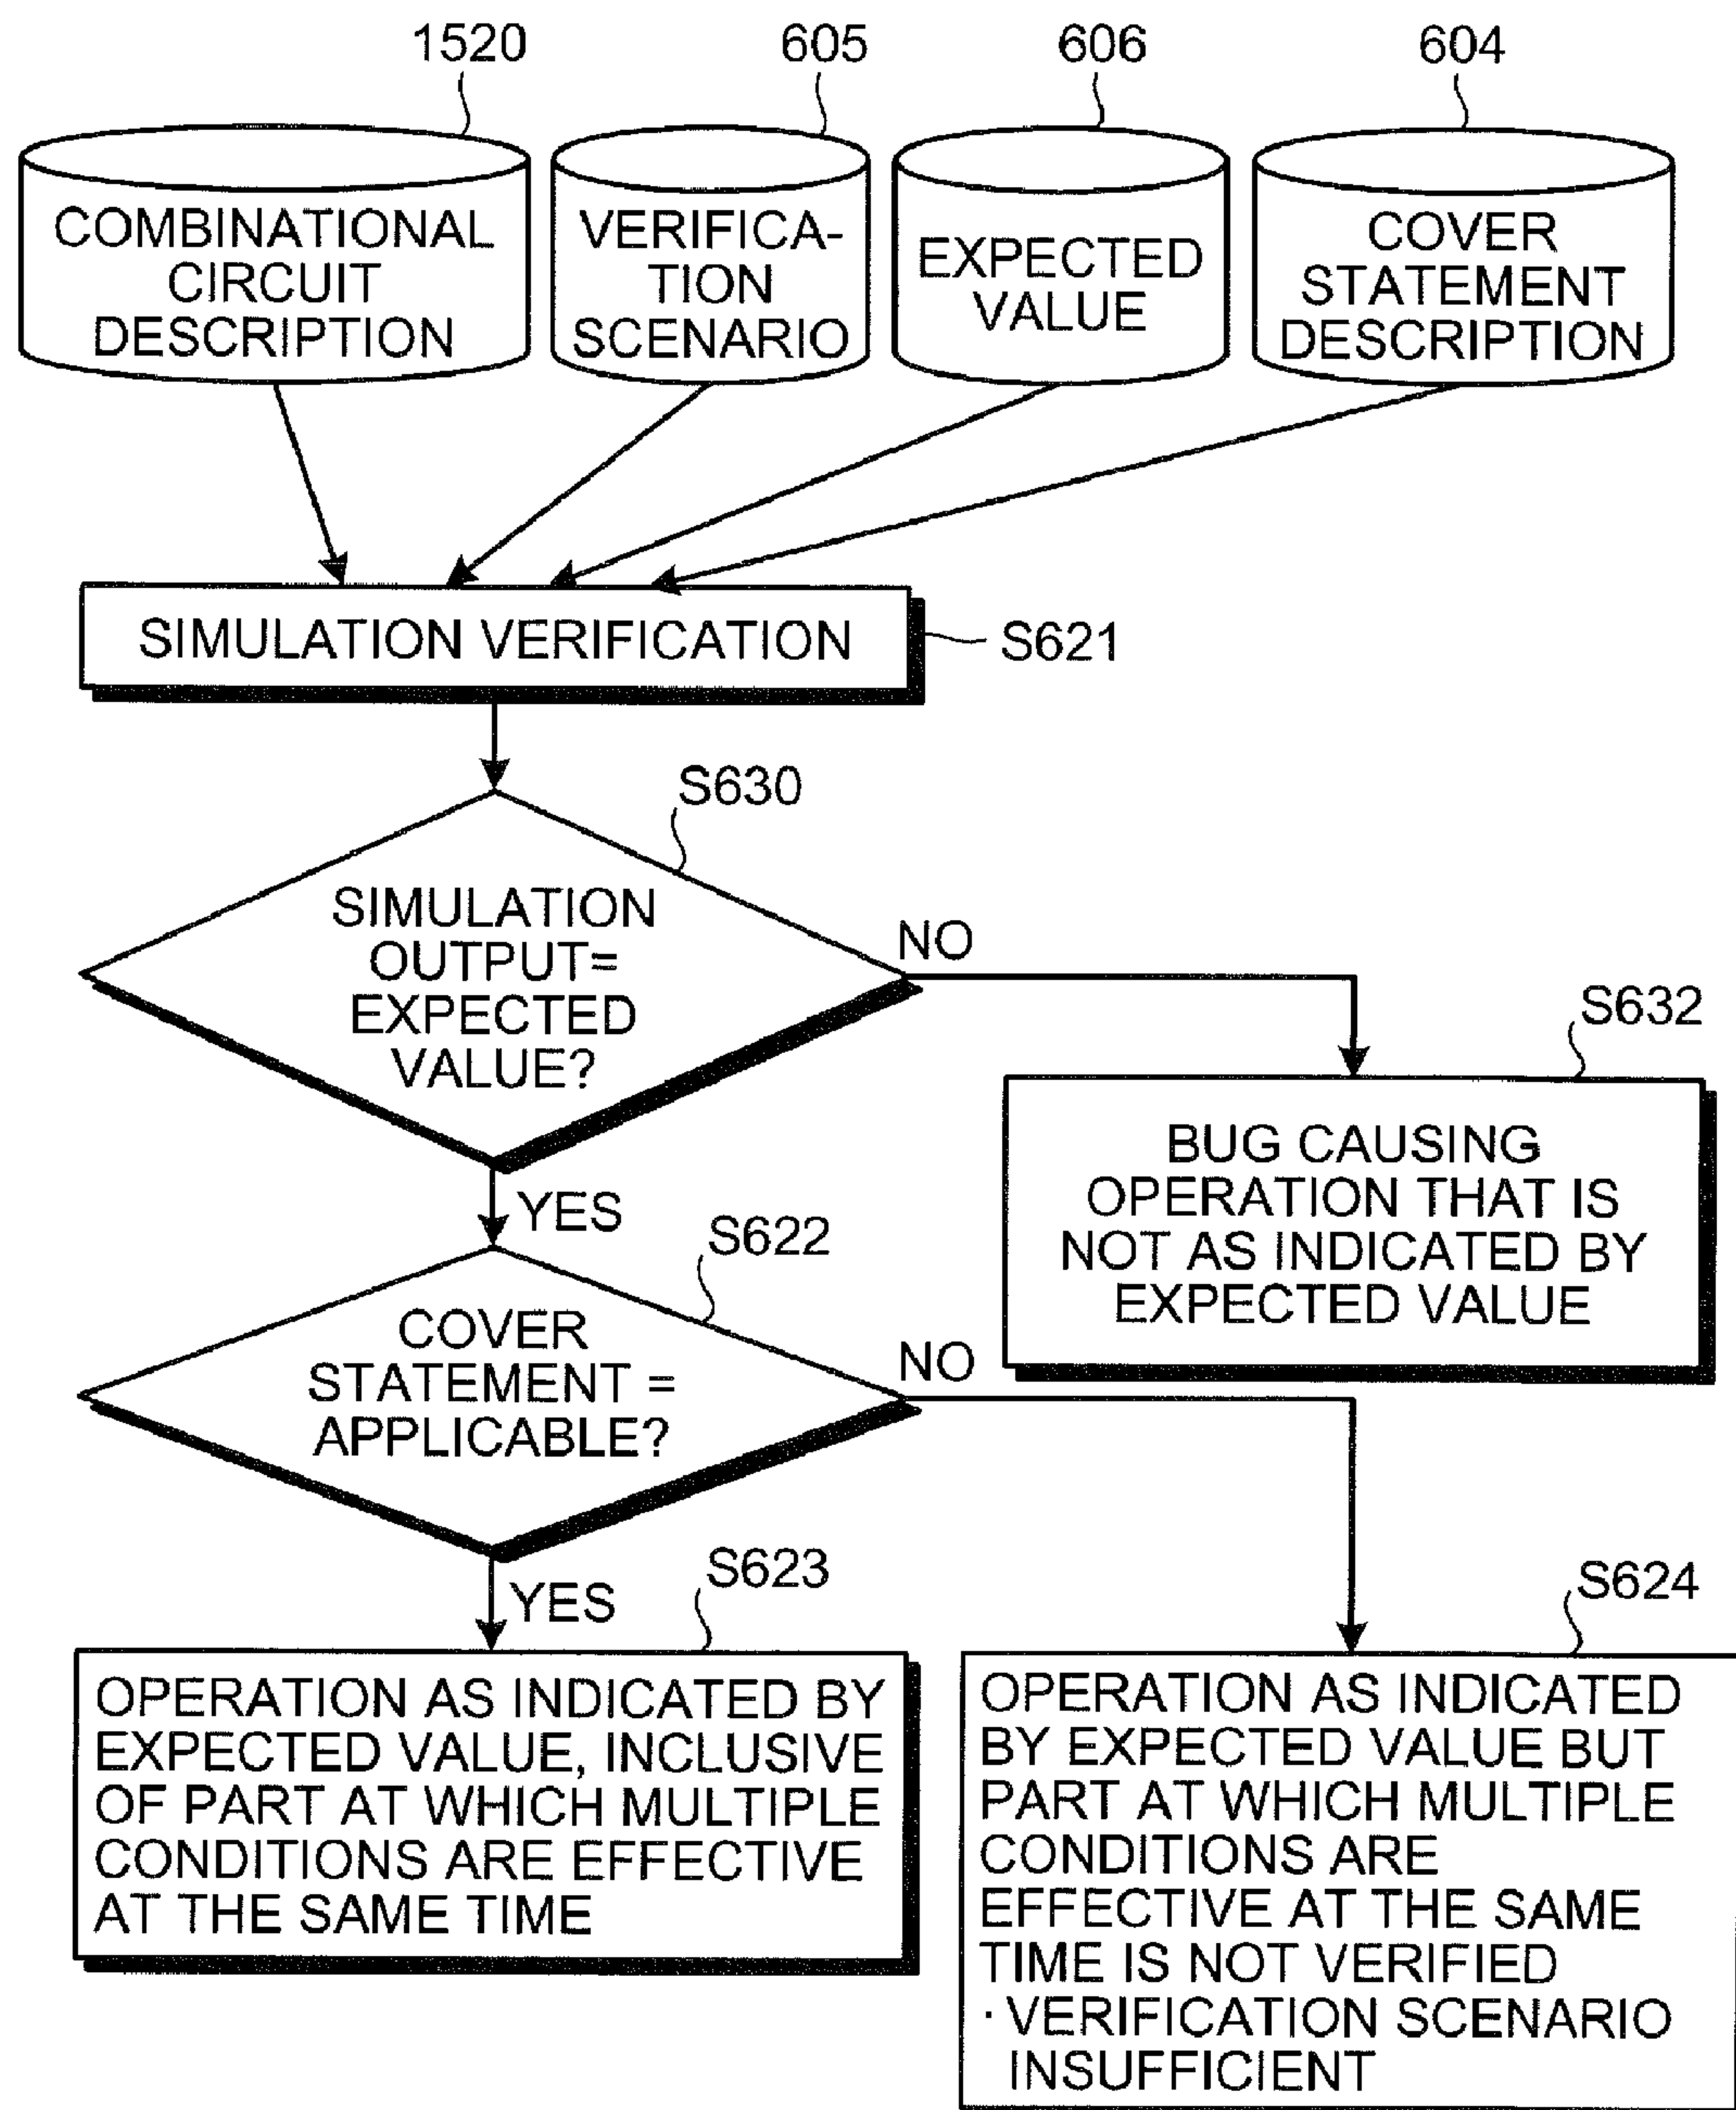 1520
605
606
604
COMBINATIONAL
CIRCUIT
DESCRIPTION
VERIFICA-
TION
SCENARIO
EXPECTED
VALUE
COVER
STATEMENT
DESCRIPTION
SIMULATION VERIFICATION
S621
S630
SIMULATION
OUTPUT=
EXPECTED
VALUE?
NO
S632
BUG CAUSING
OPERATION THAT IS
NOT AS INDICATED BY
EXPECTED VALUE
YES
S622
COVER
STATEMENT =
APPLICABLE?
NO
YES
S623
OPERATION AS INDICATED BY
EXPECTED VALUE, INCLUSIVE
OF PART AT WHICH MULTIPLE
CONDITIONS ARE EFFECTIVE
AT THE SAME TIME
S624
OPERATION AS INDICATED
BY EXPECTED VALUE BUT
PART AT WHICH MULTIPLE
CONDITIONS ARE
EFFECTIVE AT THE SAME
TIME IS NOT VERIFIED
· VERIFICATION SCENARIO
INSUFFICIENT